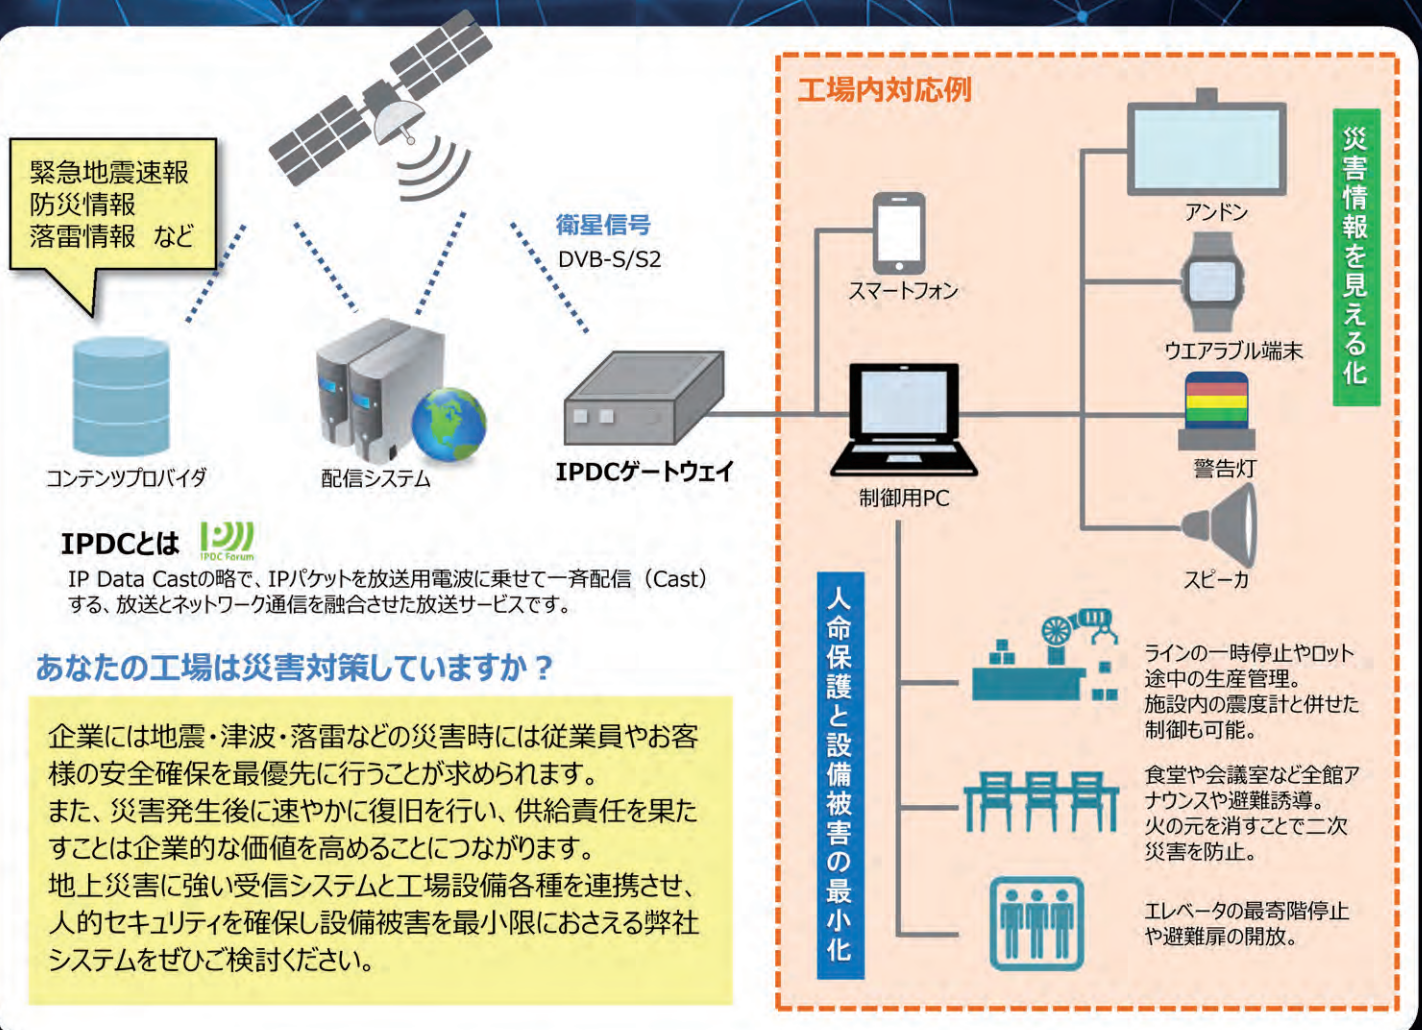 緊急地震速報
防災情報
落雷情報 など
衛星信号
DVB-S/S2
コンテンツプロバイダ
配信システム
IPDCゲートウェイ
IPDCとは
IPDC Forum
IP Data Castの略で、IPパケットを放送用電波に乗せて一斉配信（Cast）
する、放送とネットワーク通信を融合させた放送サービスです。
あなたの工場は災害対策していますか？
企業には地震・津波・落雷などの災害時には従業員やお客
様の安全確保を最優先に行うことが求められます。
また、災害発生後に速やかに復旧を行い、供給責任を果た
すことは企業的な価値を高めることにつながります。
地上災害に強い受信システムと工場設備各種を連携させ、
人的セキュリティを確保し設備被害を最小限におさえる弊社
システムをぜひご検討ください。
工場内対応例
スマートフォン
制御用PC
アンドン
ウエアラブル端末
警告灯
スピーカ
災害情報を見える化
人命保護と設備被害の最小化
ラインの一時停止やロット
途中の生産管理。
施設内の震度計と併せた
制御も可能。
食堂や会議室など全館ア
ナウンスや避難誘導。
火の元を消すことで二次
災害を防止。
エレベータの最寄階停止
や避難扉の開放。